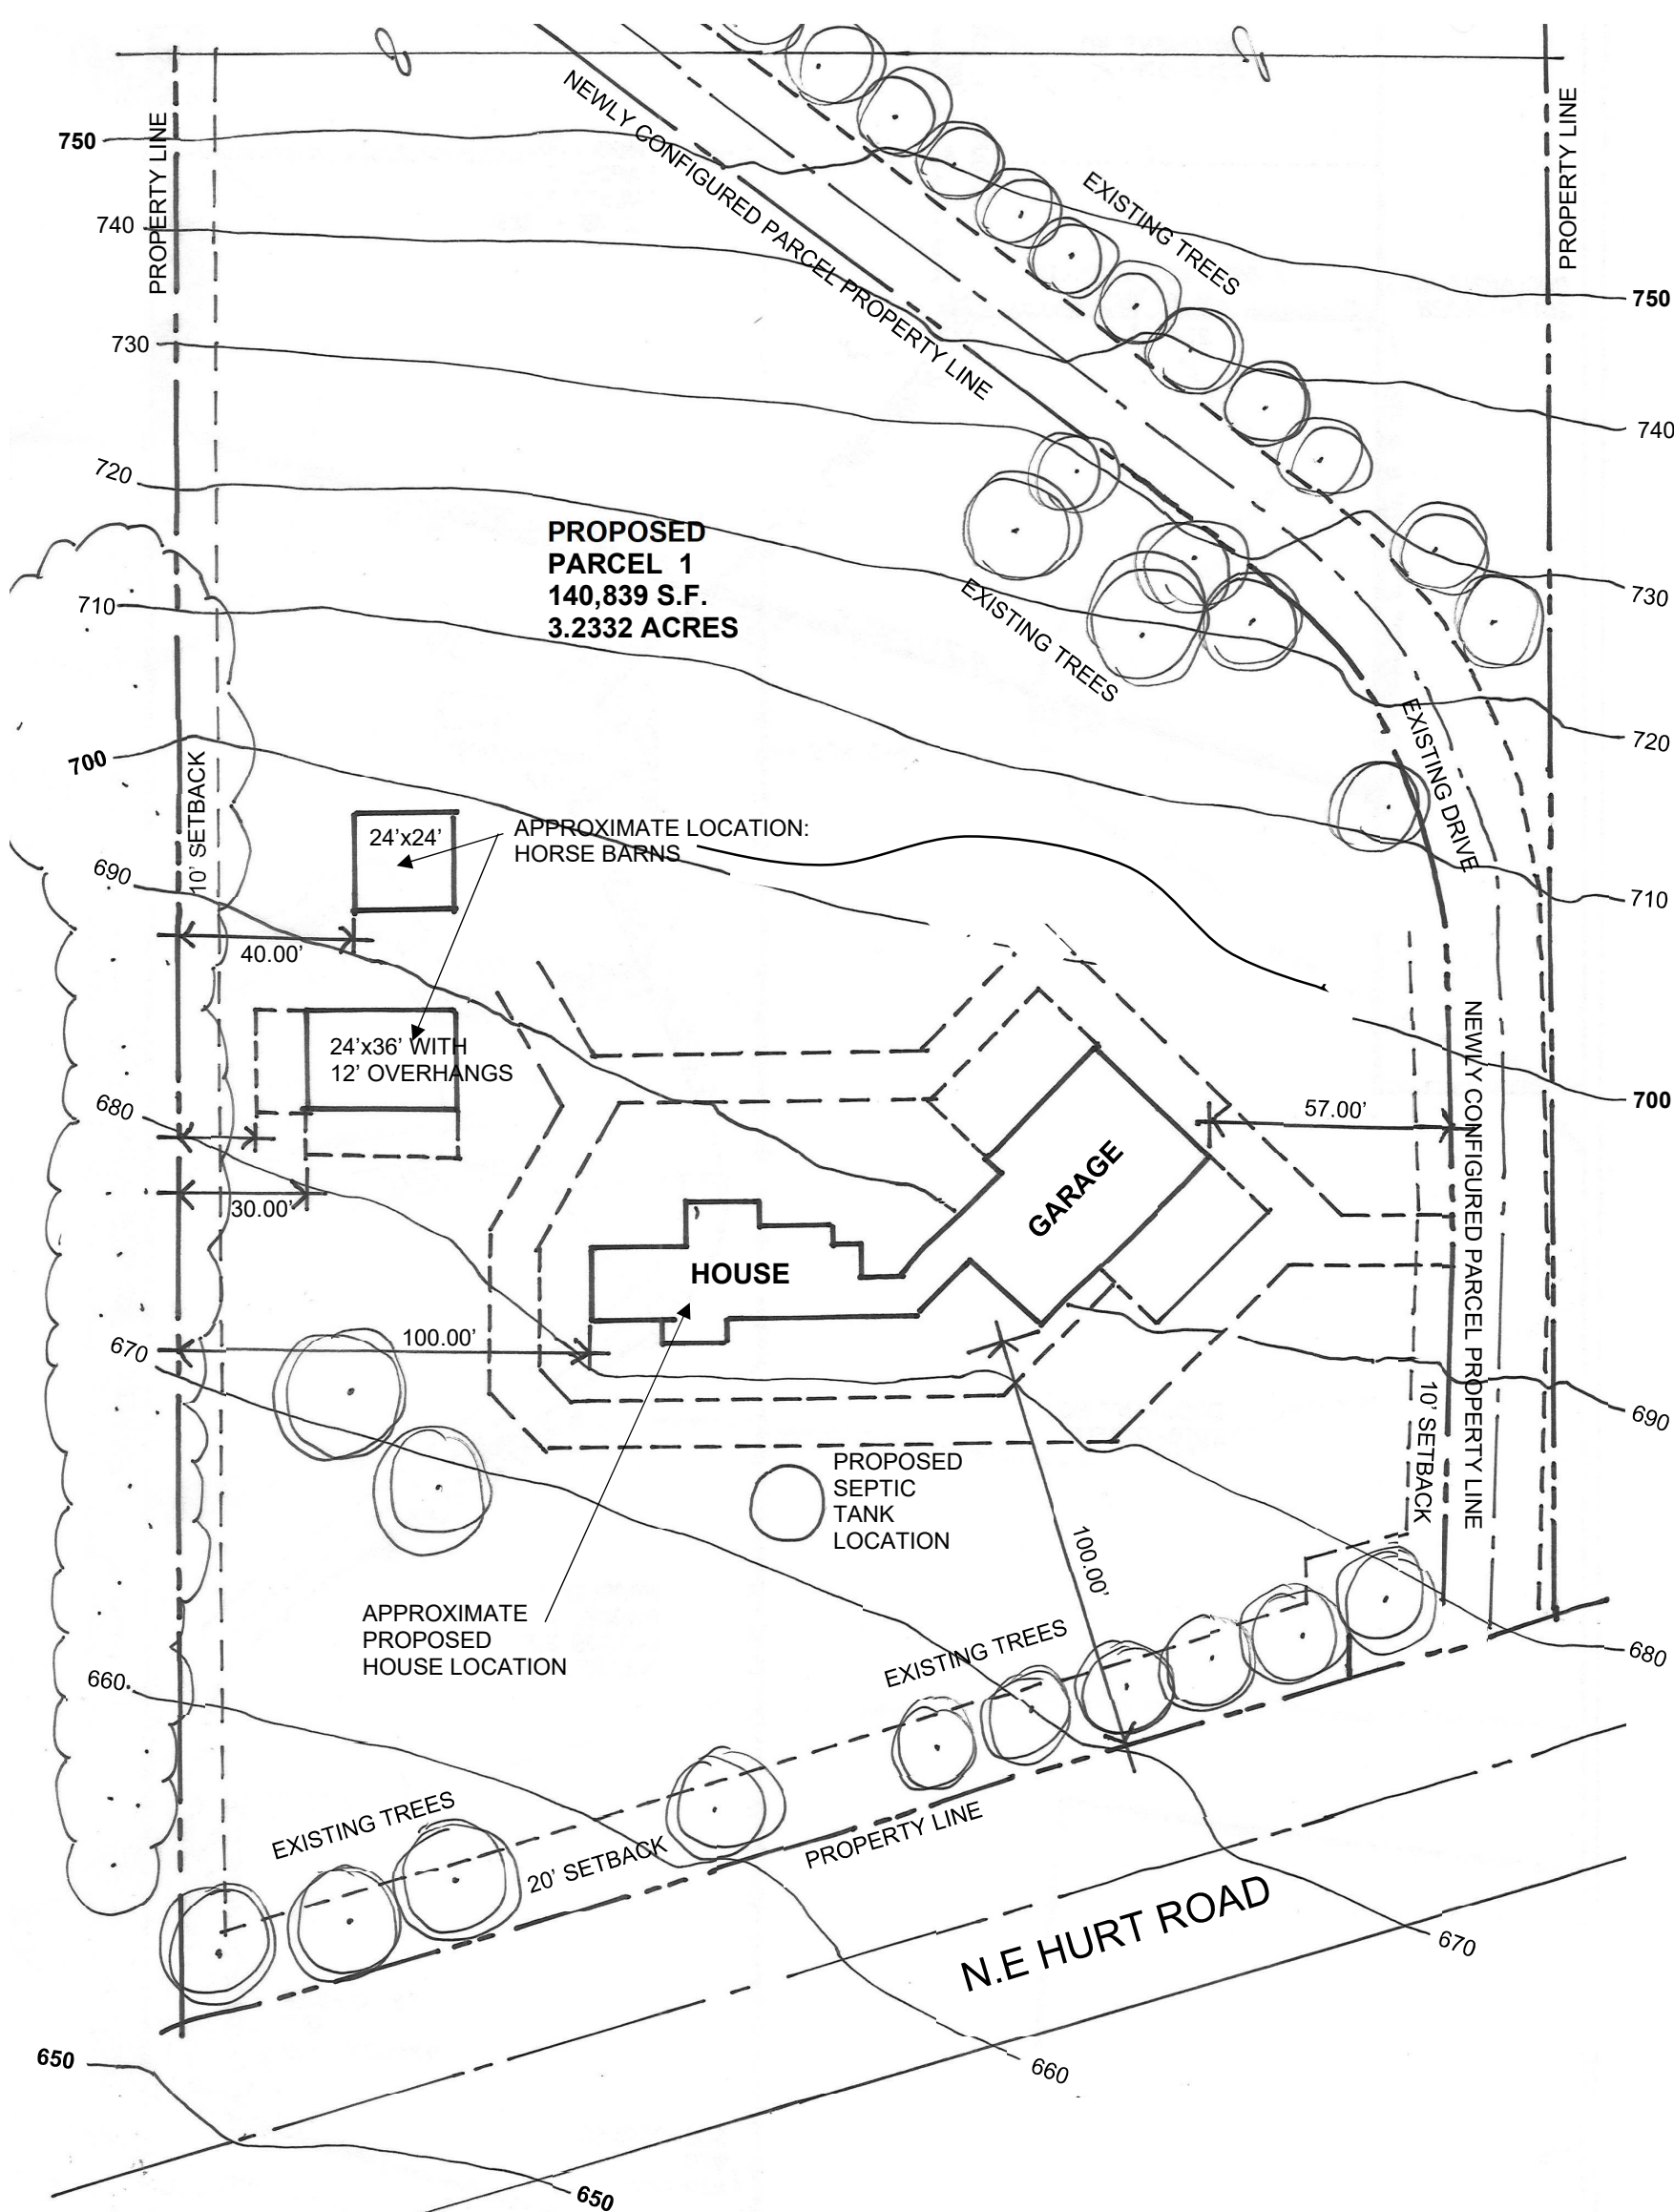 PROPERTY LINE
NEWLY CONFIGURED PARCEL PROPERTY LINE
EXISTING TREES
PROPERTY LINE
750
740
730
720
710
700
690
680
670
660.
650
750
740
730
720
710
700
690
680
670
660
650
PROPOSED
PARCEL 1
140,839 S.F.
3.2332 ACRES
EXISTING TREES
EXISTING DRIVE
10' SETBACK
24'x24'
APPROXIMATE LOCATION:
HORSE BARNS
40.00'
24'x36' WITH
12' OVERHANGS
30.00'
57.00'
GARAGE
HOUSE
100.00'
NEWLY CONFIGURED PARCEL PROPERTY LINE
10' SETBACK
PROPOSED
SEPTIC
TANK
LOCATION
100.00'
APPROXIMATE
PROPOSED
HOUSE LOCATION
EXISTING TREES
EXISTING TREES
20' SETBACK
PROPERTY LINE
N.E HURT ROAD